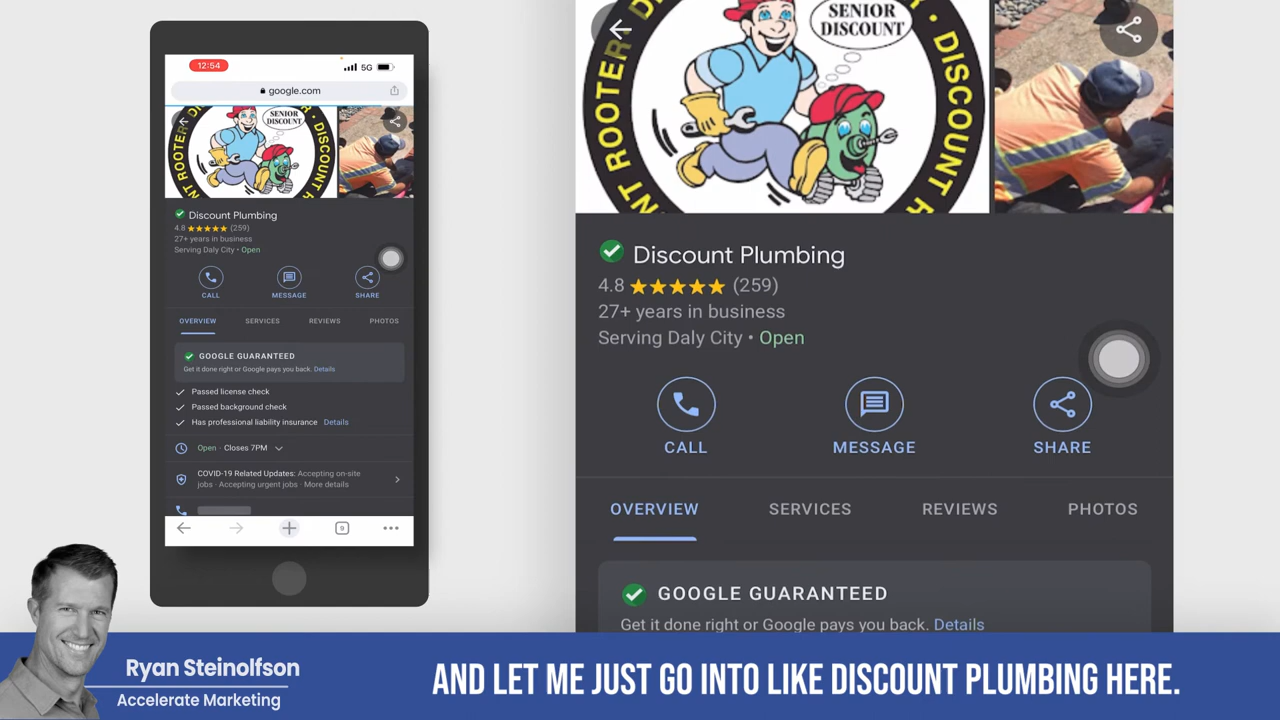 12:54
5G
google.com
SENIOR
DISCOUNT
DISCOUNT
ROOTER
Discount Plumbing
4.8 (259)
27+ years in business
Serving Daly City • Open
CALL
MESSAGE
SHARE
OVERVIEW
SERVICES
REVIEWS
PHOTOS
GOOGLE GUARANTEED
Get it done right or Google pays you back. Details
Passed license check
Passed background check
Has professional liability insurance Details
Open · Closes 7PM
COVID-19 Related Updates: Accepting on-site
jobs · Accepting urgent jobs · More details
9
SENIOR
DISCOUNT
ROOTER
DISCOUNT
Discount Plumbing
4.8 (259)
27+ years in business
Serving Daly City • Open
CALL
MESSAGE
SHARE
OVERVIEW
SERVICES
REVIEWS
PHOTOS
GOOGLE GUARANTEED
Get it done right or Google pays you back. Details
Ryan Steinolfson
Accelerate Marketing
AND LET ME JUST GO INTO LIKE DISCOUNT PLUMBING HERE.